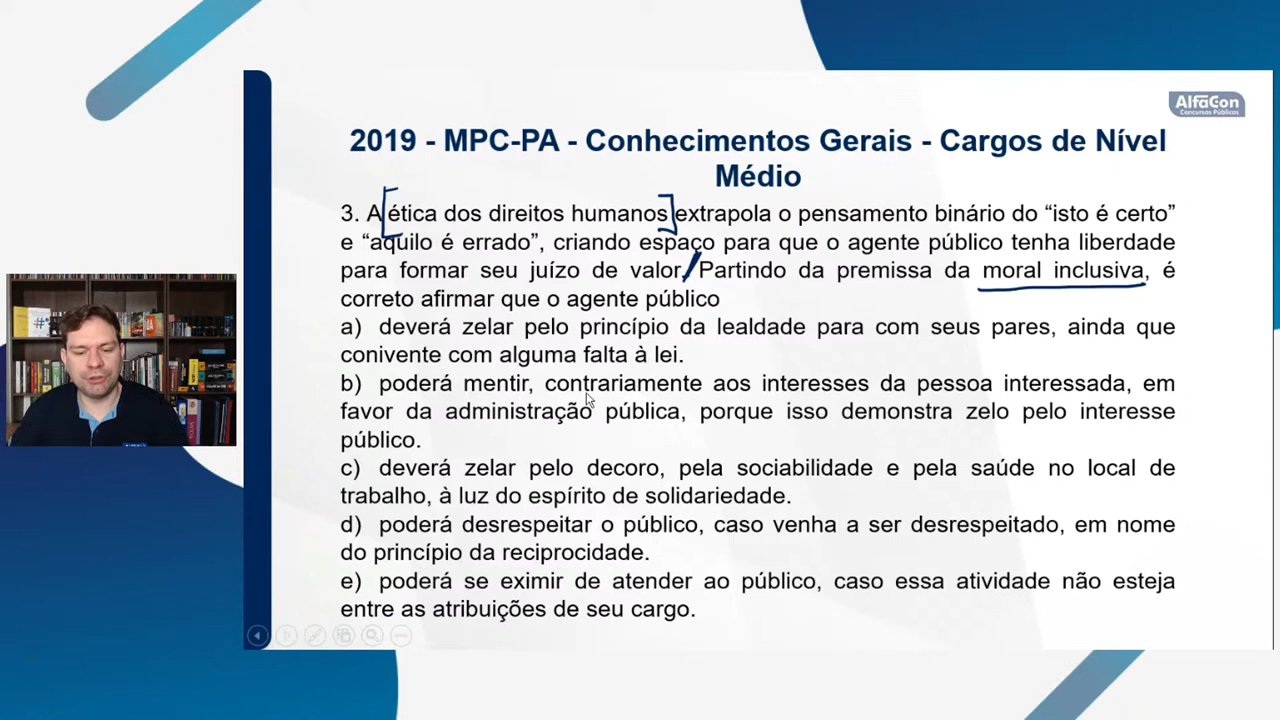 AlfaCon
Concursos Públicos
2019 - MPC-PA - Conhecimentos Gerais - Cargos de Nível
Médio
3. A ética dos direitos humanos extrapola o pensamento binário do “isto é certo”
e “aquilo é errado”, criando espaço para que o agente público tenha liberdade
para formar seu juízo de valor. Partindo da premissa da moral inclusiva, é
correto afirmar que o agente público
a) deverá zelar pelo princípio da lealdade para com seus pares, ainda que
conivente com alguma falta à lei.
b) poderá mentir, contrariamente aos interesses da pessoa interessada, em
favor da administração pública, porque isso demonstra zelo pelo interesse
público.
c) deverá zelar pelo decoro, pela sociabilidade e pela saúde no local de
trabalho, à luz do espírito de solidariedade.
d) poderá desrespeitar o público, caso venha a ser desrespeitado, em nome
do princípio da reciprocidade.
e) poderá se eximir de atender ao público, caso essa atividade não esteja
entre as atribuições de seu cargo.